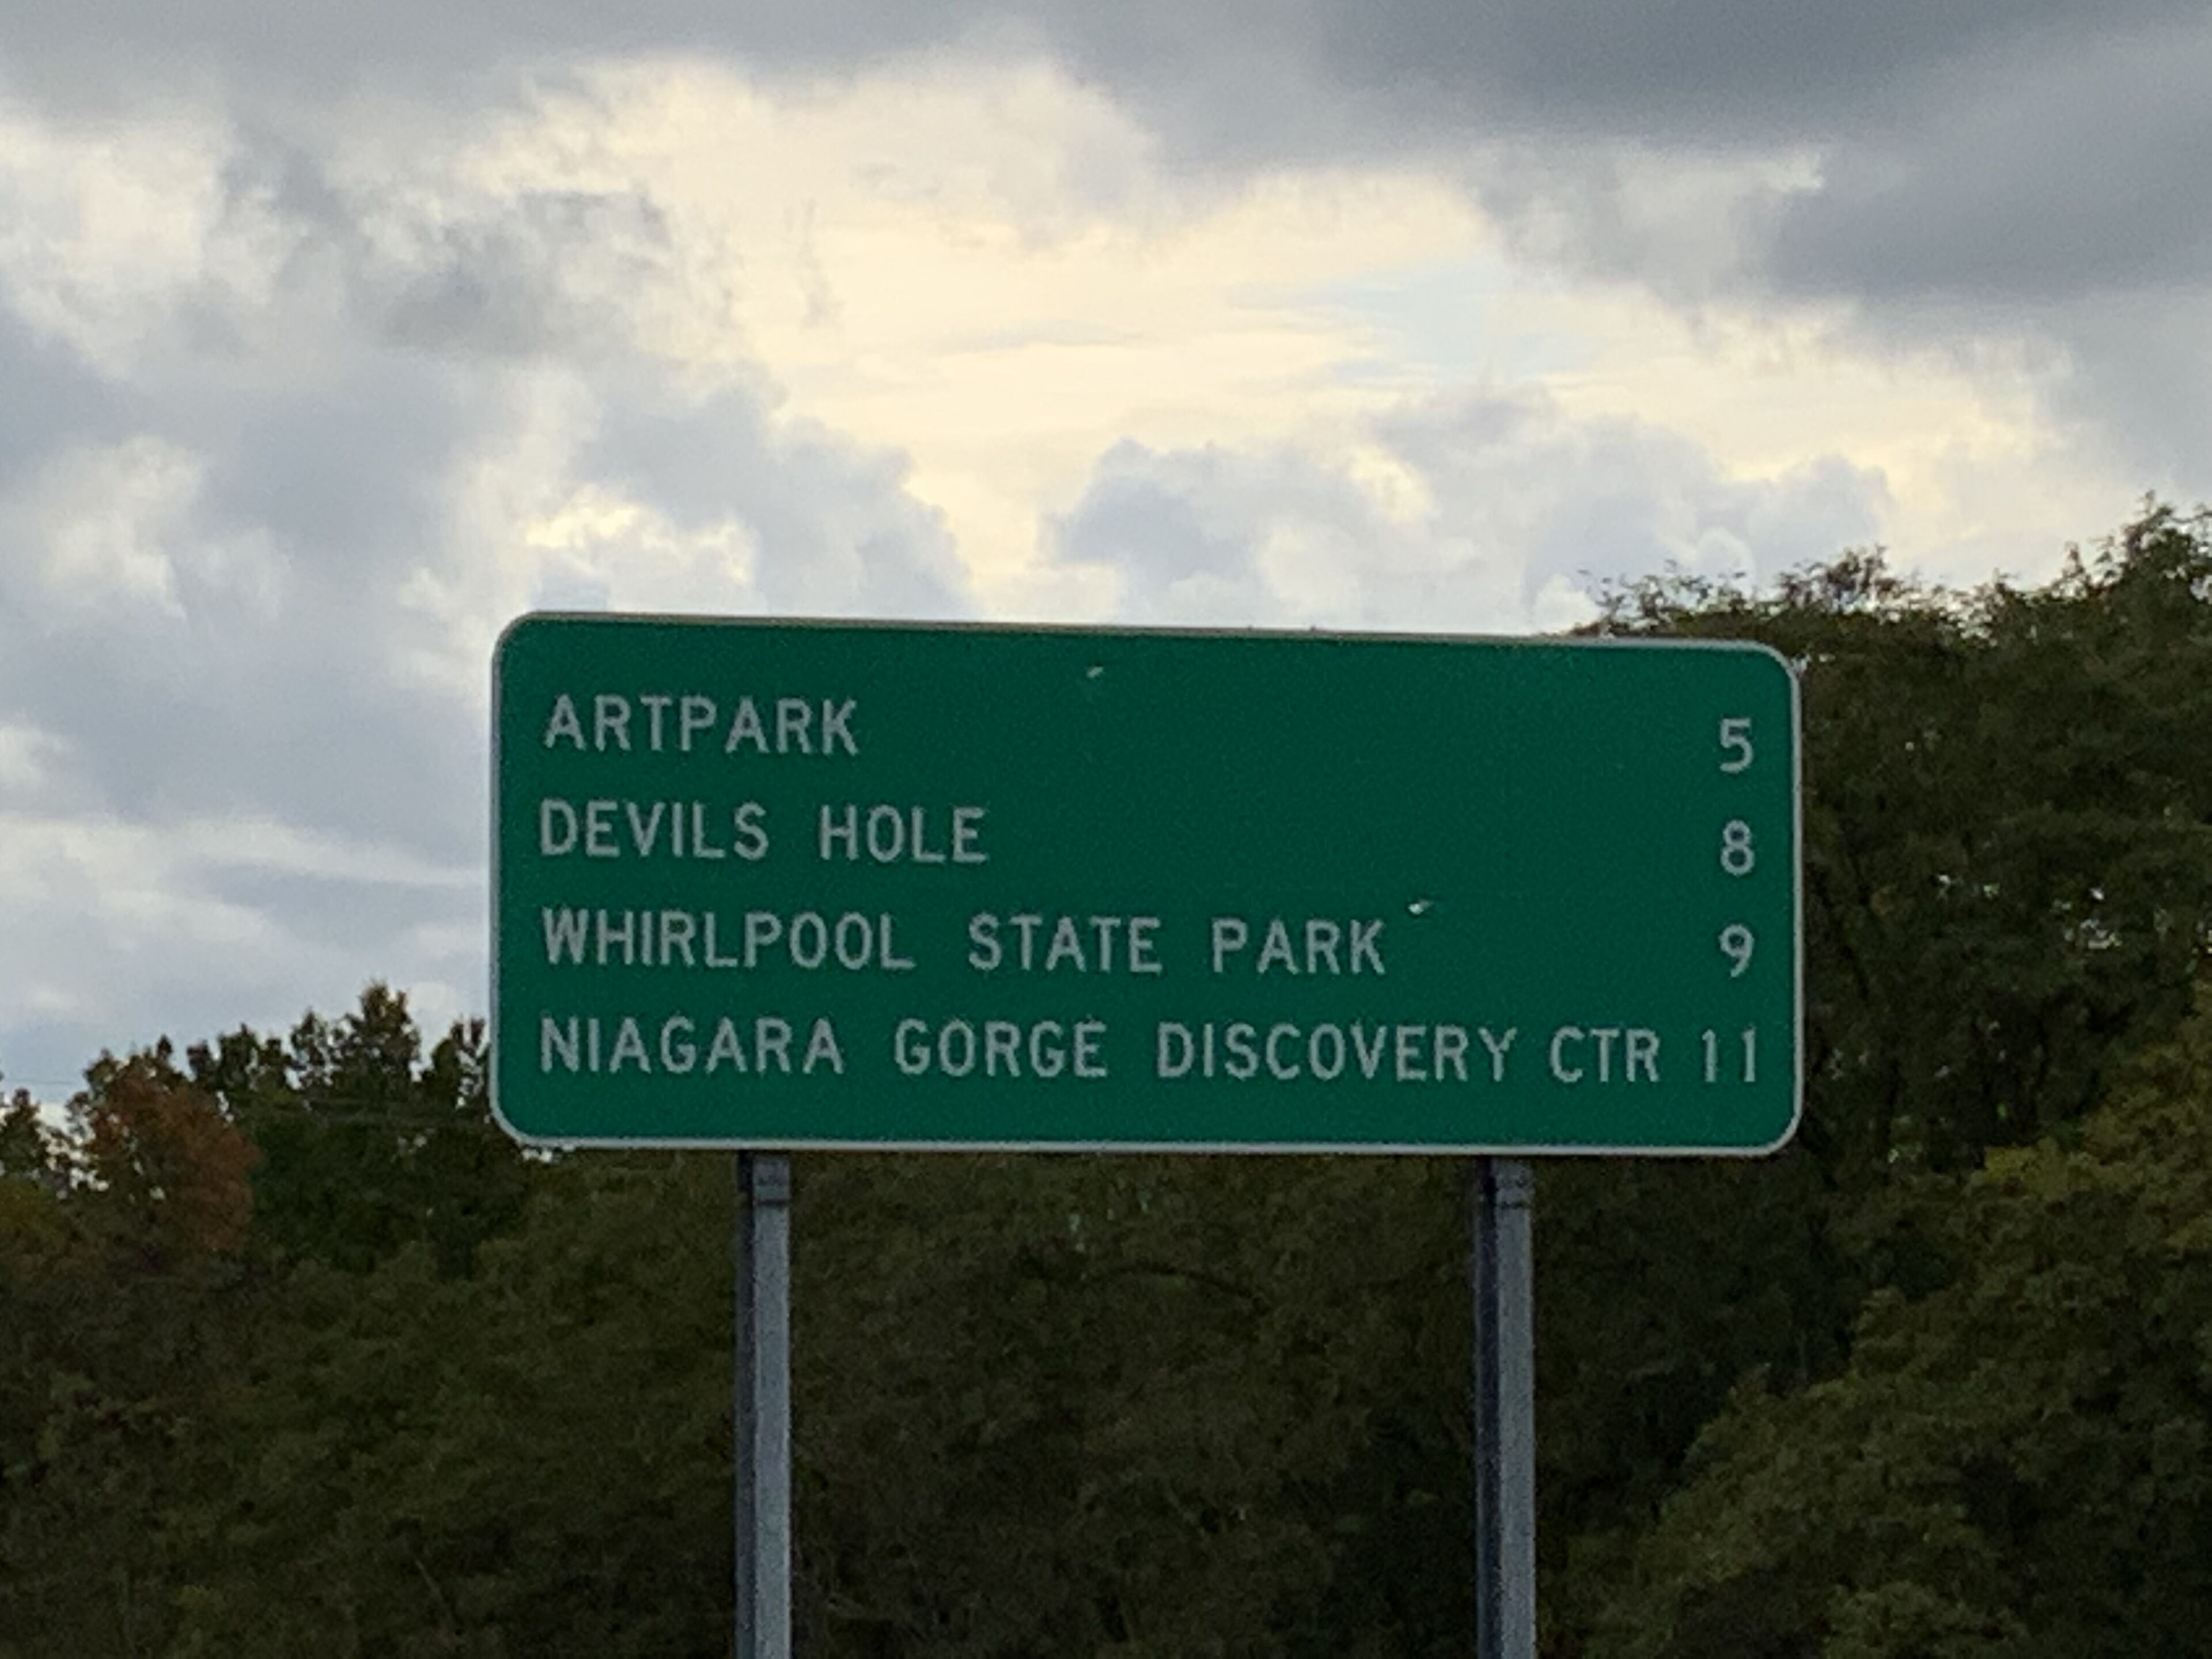 ARTPARK 5
DEVILS HOLE 8
WHIRLPOOL STATE PARK 9
NIAGARA GORGE DISCOVERY CTR 11